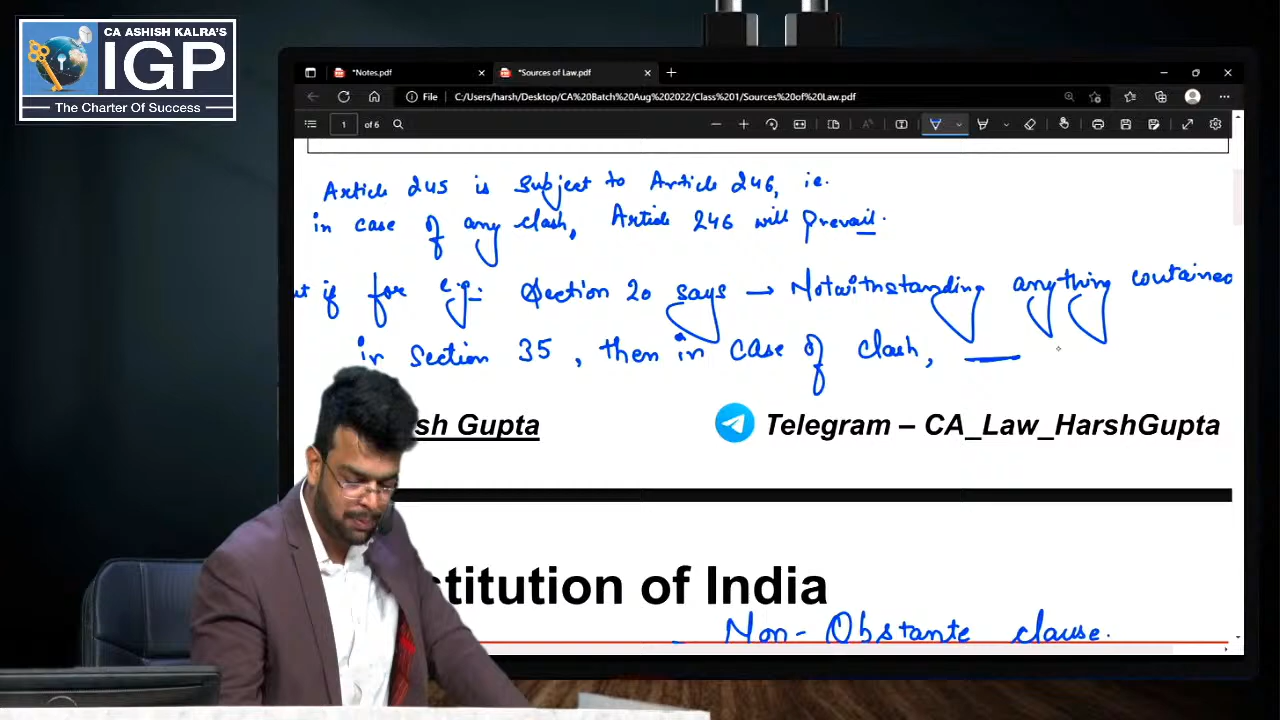 CA ASHISH KALRA'S
IGP
The Charter Of Success
*Notes.pdf
*Sources of Law.pdf
File
C:/Users/harsh/Desktop/CA%20Batch%20Aug%202022/Class%201/Sources%20of%20Law.pdf
1 of 6
Article 245 is subject to Article 246, ie.
in case of any clash, Article 246 will prevail.
if for e.g:- Section 20 says → Notwithstanding anything contained
in section 35, then in case of clash,
sh Gupta
Telegram – CA_Law_HarshGupta
stitution of India
Non-Obstante clause.